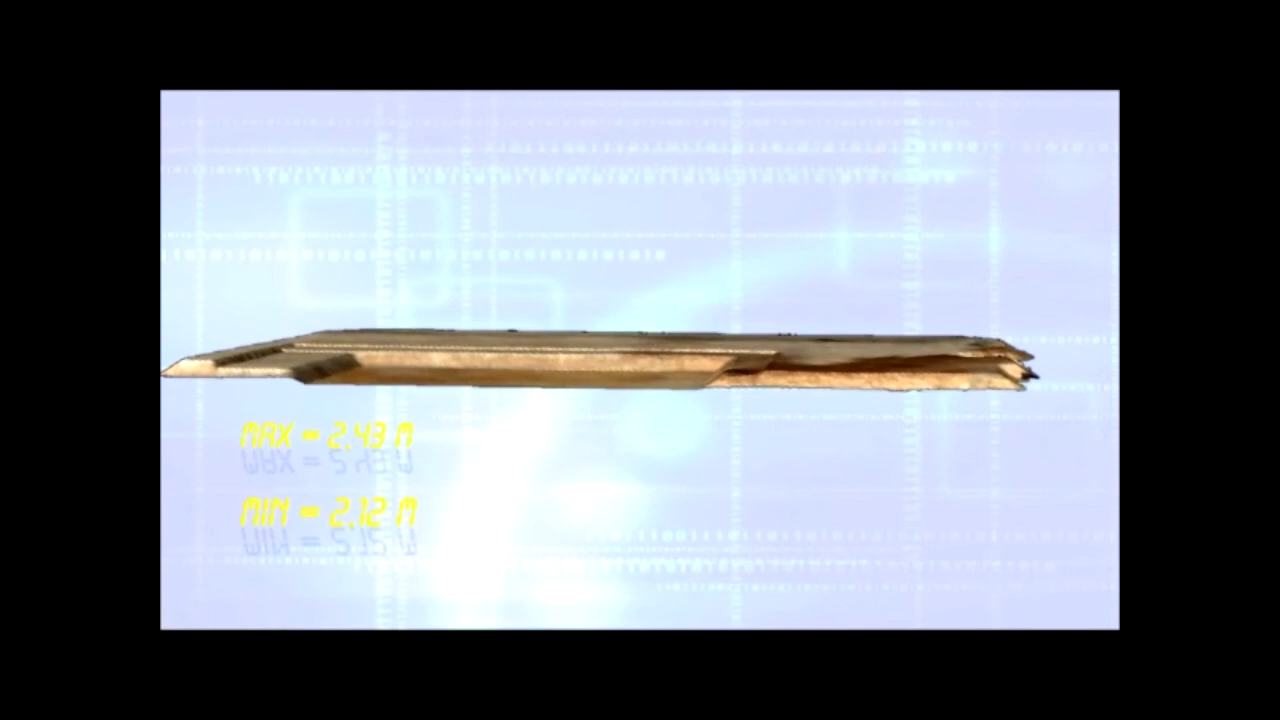 MAX = 2.43 M
MIN = 2.12 M